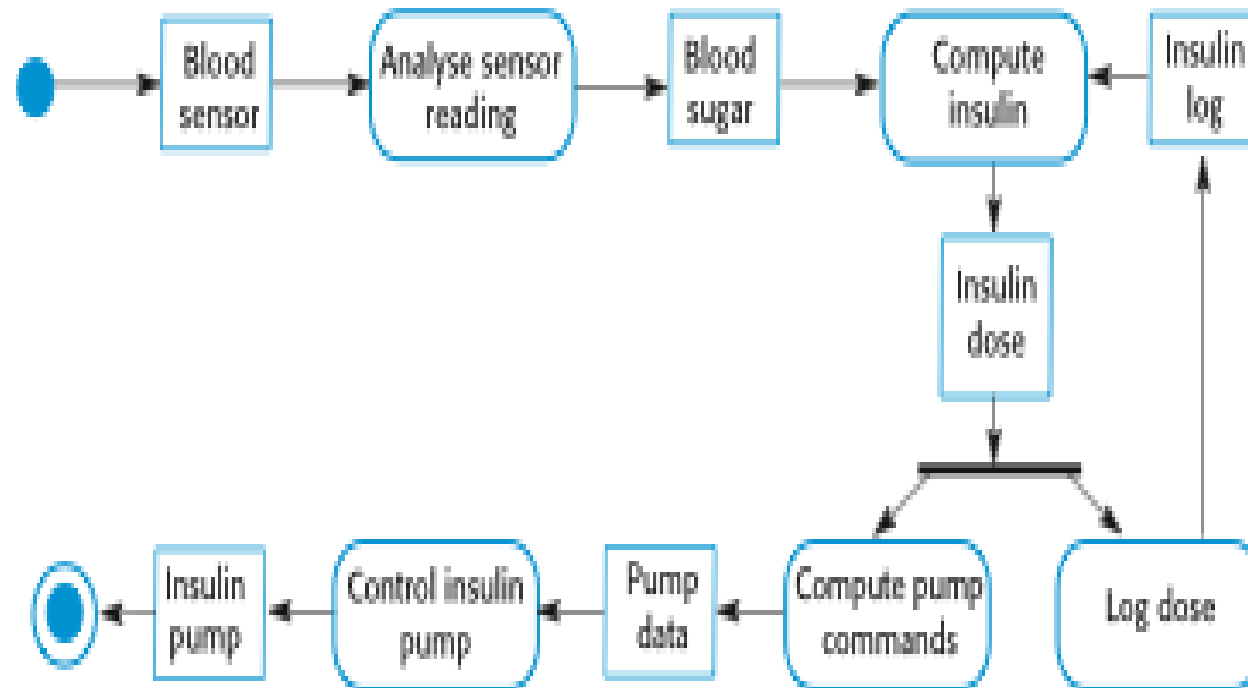 Blood
sensor
Analyse sensor
reading
Blood
sugar
Compute
insulin
Insulin
log
Insulin
dose
Insulin
pump
Control insulin
pump
Pump
data
Compute pump
commands
Log dose